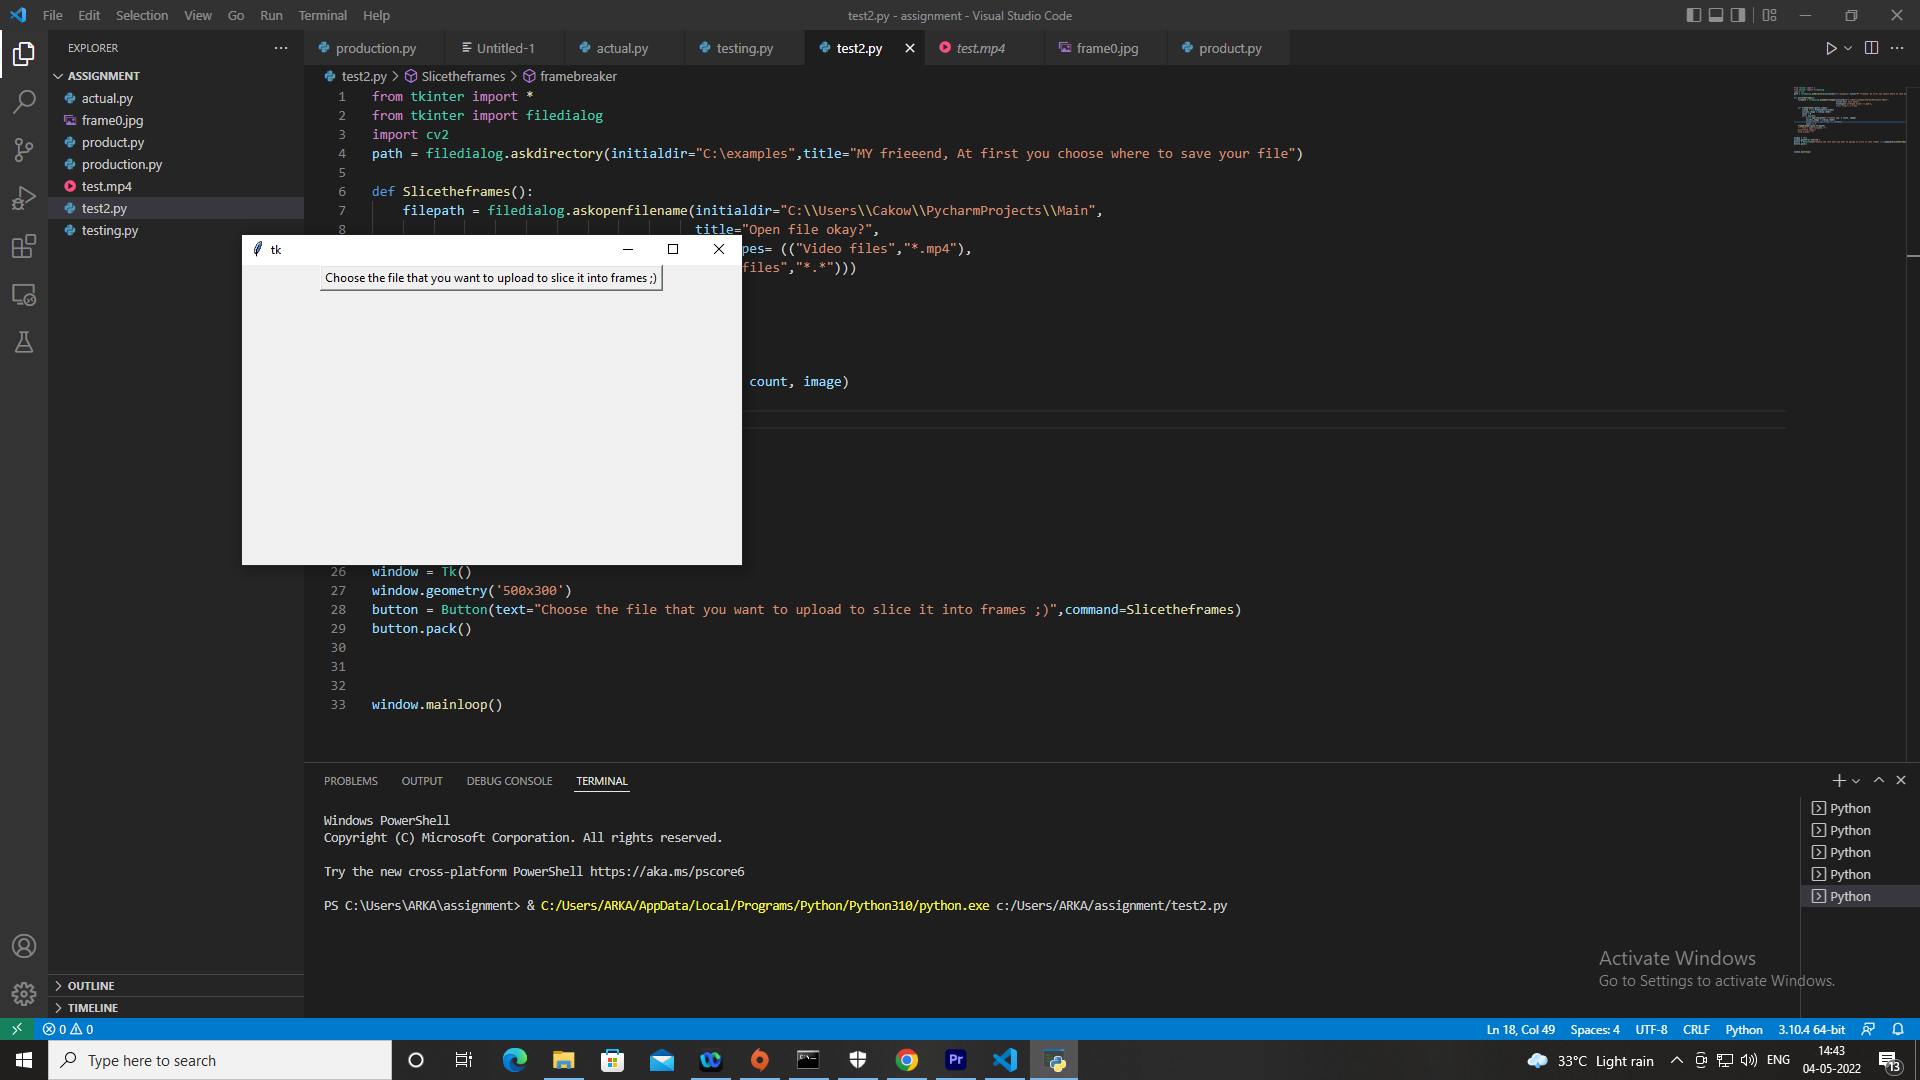 File Edit Selection View Go Run Terminal Help
test2.py - assignment - Visual Studio Code
EXPLORER
production.py Untitled-1 actual.py testing.py test2.py test.mp4 frame0.jpg product.py
ASSIGNMENT
actual.py
frame0.jpg
product.py
production.py
test.mp4
test2.py
testing.py
OUTLINE
TIMELINE
test2.py > Slicetheframes > framebreaker
1 from tkinter import *
2 from tkinter import filedialog
3 import cv2
4 path = filedialog.askdirectory(initialdir="C:\examples",title="MY frieeend, At first you choose where to save your file")
5
6 def Slicetheframes():
7 filepath = filedialog.askopenfilename(initialdir="C:\\Users\\Cakow\\PycharmProjects\\Main",
8 title="Open file okay?",
pes= (("Video files","*.mp4"),
files","*.*")))
tk
Choose the file that you want to upload to slice it into frames ;)
count, image)
26 window = Tk()
27 window.geometry('500x300')
28 button = Button(text="Choose the file that you want to upload to slice it into frames ;)",command=Slicetheframes)
29 button.pack()
30
31
32
33 window.mainloop()
PROBLEMS OUTPUT DEBUG CONSOLE TERMINAL
Windows PowerShell
Copyright (C) Microsoft Corporation. All rights reserved.
Try the new cross-platform PowerShell https://aka.ms/pscore6
PS C:\Users\ARKA\assignment> & C:/Users/ARKA/AppData/Local/Programs/Python/Python310/python.exe c:/Users/ARKA/assignment/test2.py
Python
Python
Python
Python
Python
Activate Windows
Go to Settings to activate Windows.
0 0
Ln 18, Col 49 Spaces: 4 UTF-8 CRLF Python 3.10.4 64-bit
Type here to search
Pr
33°C Light rain
ENG
14:43
04-05-2022
13